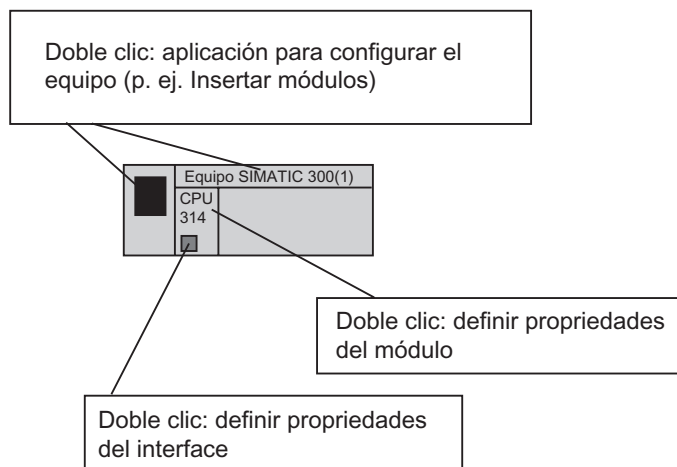 Doble clic: aplicación para configurar el
equipo (p. ej. Insertar módulos)
Equipo SIMATIC 300(1)
CPU
314
Doble clic: definir propriedades
del módulo
Doble clic: definir propriedades
del interface